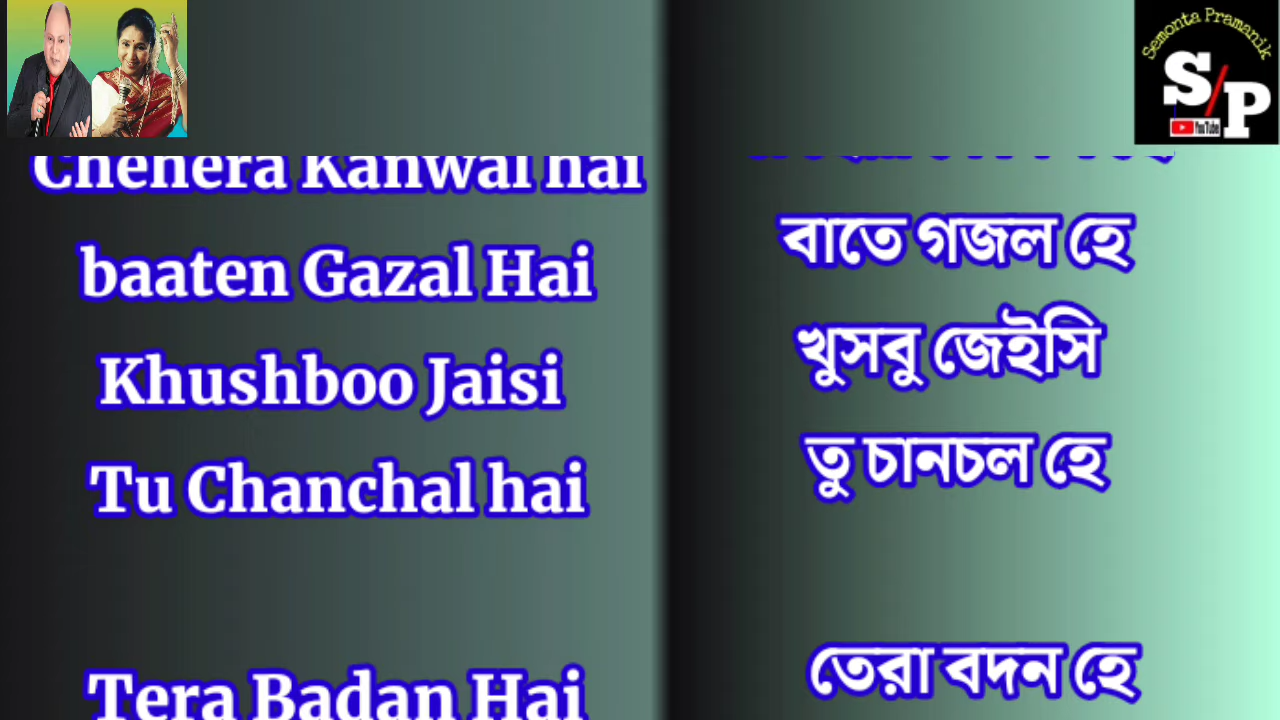 Semonta Pramanik
S/P
YouTube
Chehera Kanwal hai
baaten Gazal Hai
Khushboo Jaisi
Tu Chanchal hai
Tera Badan Hai
বাতে গজল হে
খুসবু জেইসি
তু চানচল হে
তেরা বদন হে